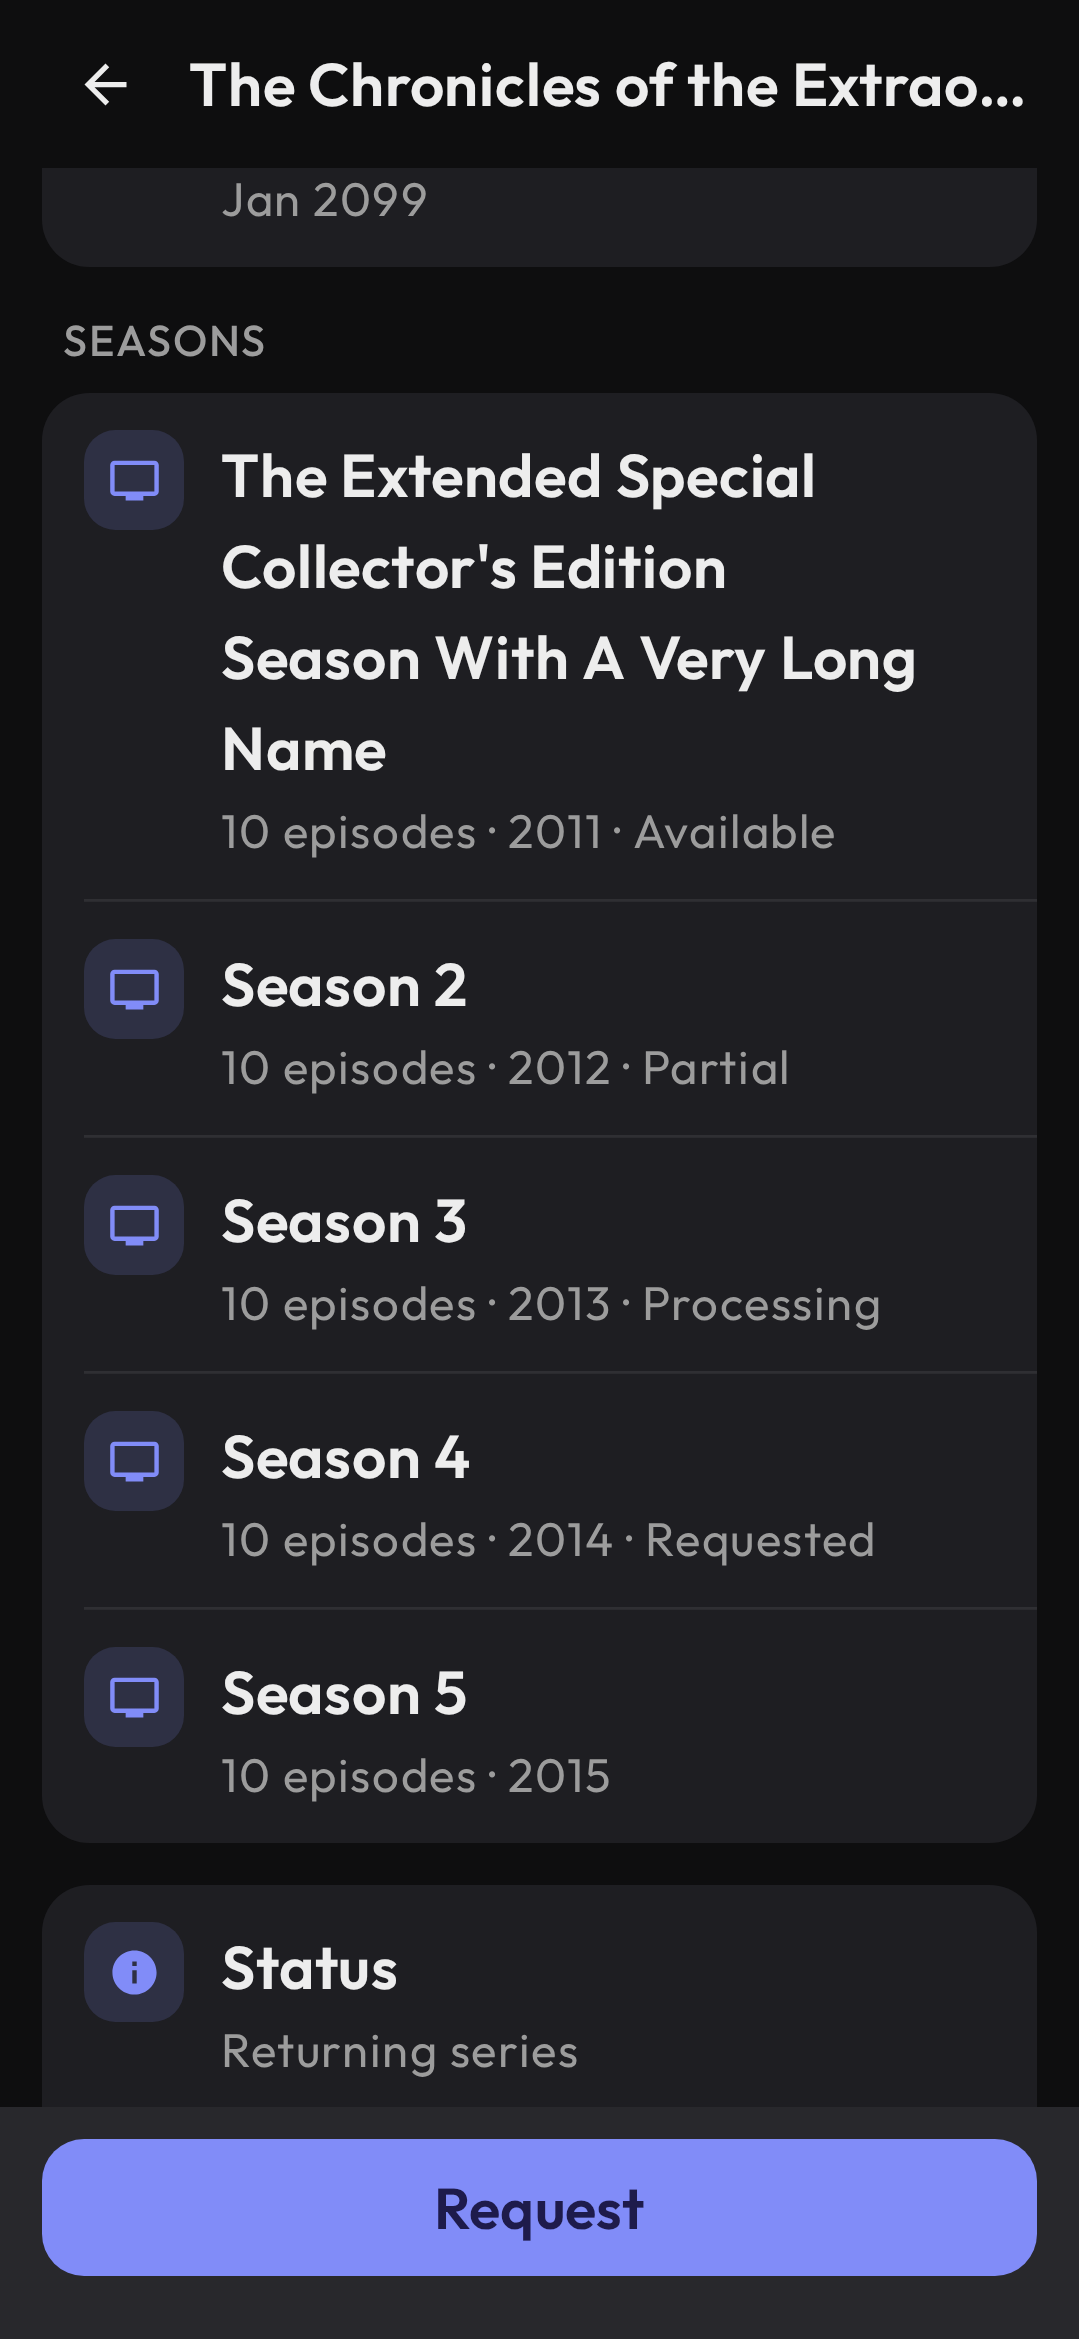 The Chronicles of the Extrao...
Jan 2099
SEASONS
The Extended Special
Collector's Edition
Season With A Very Long
Name
10 episodes · 2011 · Available
Season 2
10 episodes · 2012 · Partial
Season 3
10 episodes · 2013 · Processing
Season 4
10 episodes · 2014 · Requested
Season 5
10 episodes · 2015
Status
Returning series
Request